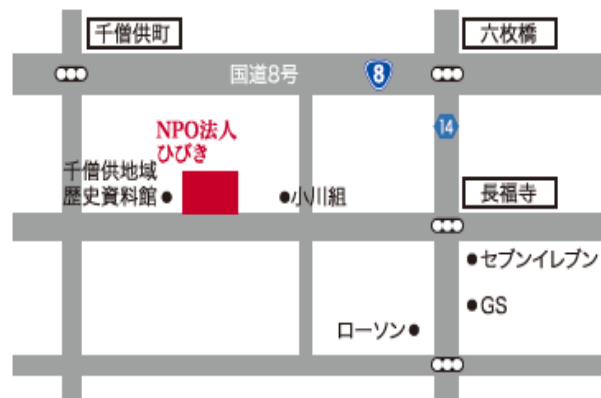 千僧供町
六枚橋
国道8号
8
14
NPO法人
ひびき
千僧供地域
歴史資料館
小川組
長福寺
セブンイレブン
GS
ローソン